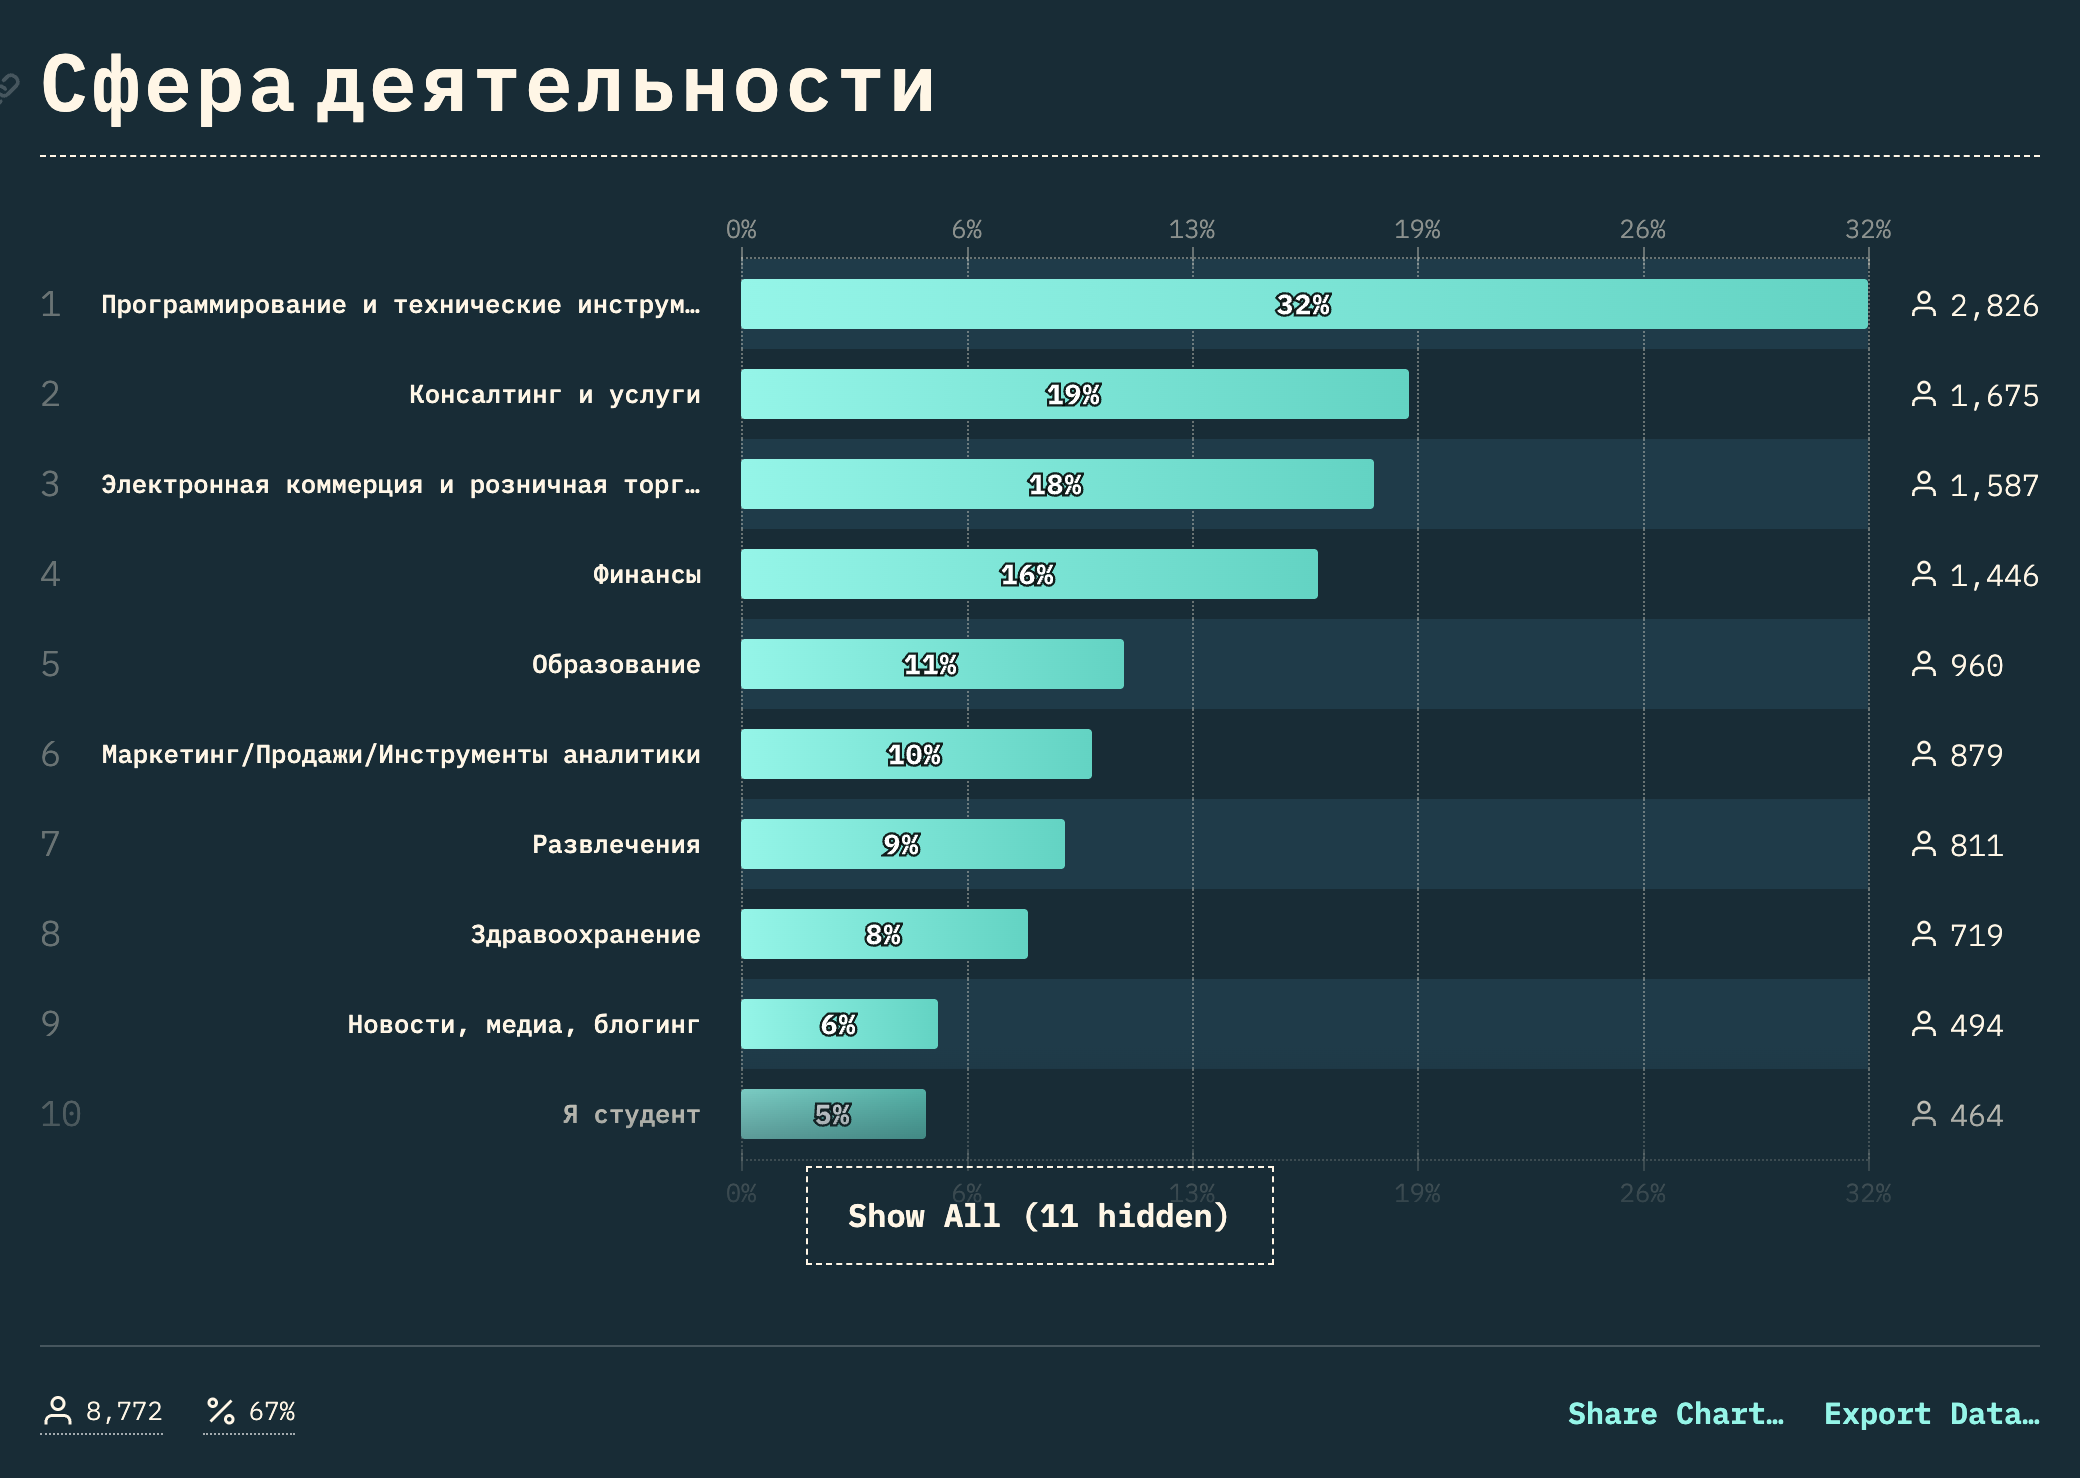 Сфера деятельности
0% 6% 13% 19% 26% 32%
1 Программирование и технические инструм… 32% 2,826
2 Консалтинг и услуги 19% 1,675
3 Электронная коммерция и розничная торг… 18% 1,587
4 Финансы 16% 1,446
5 Образование 11% 960
6 Маркетинг/Продажи/Инструменты аналитики 10% 879
7 Развлечения 9% 811
8 Здравоохранение 8% 719
9 Новости, медиа, блогинг 6% 494
10 Я студент 5% 464
0% 6% 13% 19% 26% 32%
Show All (11 hidden)
8,772 67% Share Chart… Export Data…